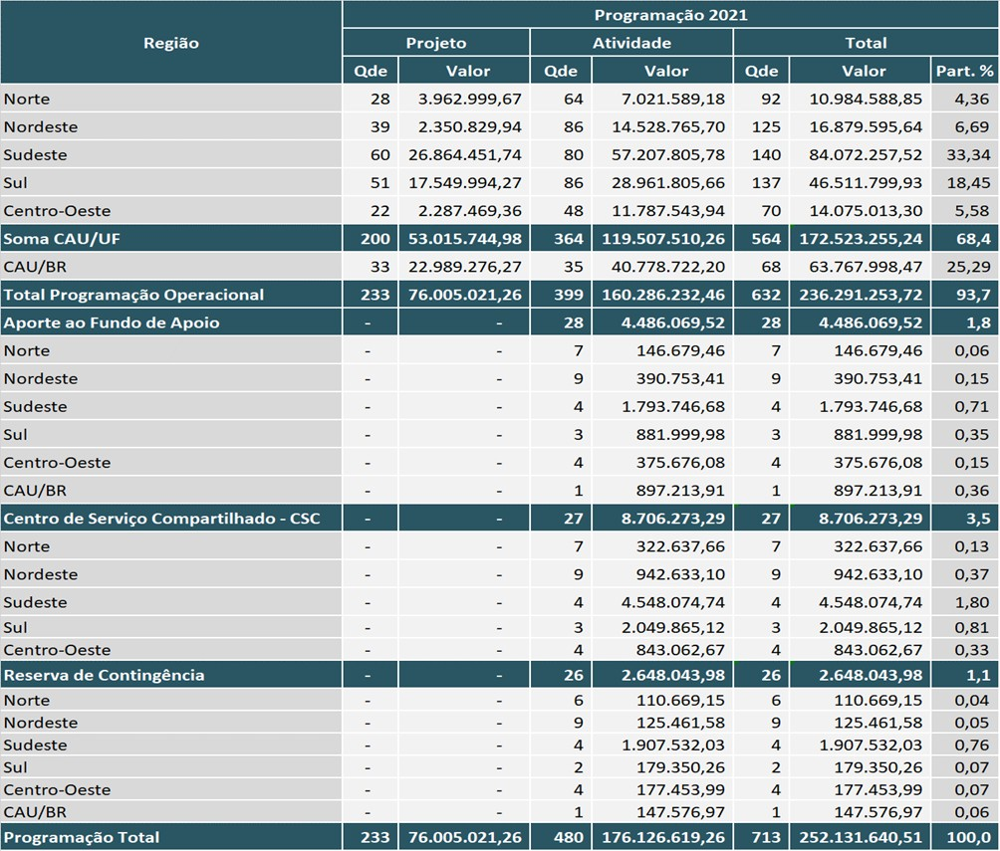 Programação 2021
Região Projeto Atividade Total
Qde Valor Qde Valor Qde Valor Part. %
Norte 28 3.962.999,67 64 7.021.589,18 92 10.984.588,85 4,36
Nordeste 39 2.350.829,94 86 14.528.765,70 125 16.879.595,64 6,69
Sudeste 60 26.864.451,74 80 57.207.805,78 140 84.072.257,52 33,34
Sul 51 17.549.994,27 86 28.961.805,66 137 46.511.799,93 18,45
Centro-Oeste 22 2.287.469,36 48 11.787.543,94 70 14.075.013,30 5,58
Soma CAU/UF 200 53.015.744,98 364 119.507.510,26 564 172.523.255,24 68,4
CAU/BR 33 22.989.276,27 35 40.778.722,20 68 63.767.998,47 25,29
Total Programação Operacional 233 76.005.021,26 399 160.286.232,46 632 236.291.253,72 93,7
Aporte ao Fundo de Apoio - - 28 4.486.069,52 28 4.486.069,52 1,8
Norte - - 7 146.679,46 7 146.679,46 0,06
Nordeste - - 9 390.753,41 9 390.753,41 0,15
Sudeste - - 4 1.793.746,68 4 1.793.746,68 0,71
Sul - - 3 881.999,98 3 881.999,98 0,35
Centro-Oeste - - 4 375.676,08 4 375.676,08 0,15
CAU/BR - - 1 897.213,91 1 897.213,91 0,36
Centro de Serviço Compartilhado - CSC - - 27 8.706.273,29 27 8.706.273,29 3,5
Norte - - 7 322.637,66 7 322.637,66 0,13
Nordeste - - 9 942.633,10 9 942.633,10 0,37
Sudeste - - 4 4.548.074,74 4 4.548.074,74 1,80
Sul - - 3 2.049.865,12 3 2.049.865,12 0,81
Centro-Oeste - - 4 843.062,67 4 843.062,67 0,33
Reserva de Contingência - - 26 2.648.043,98 26 2.648.043,98 1,1
Norte - - 6 110.669,15 6 110.669,15 0,04
Nordeste - - 9 125.461,58 9 125.461,58 0,05
Sudeste - - 4 1.907.532,03 4 1.907.532,03 0,76
Sul - - 2 179.350,26 2 179.350,26 0,07
Centro-Oeste - - 4 177.453,99 4 177.453,99 0,07
CAU/BR - - 1 147.576,97 1 147.576,97 0,06
Programação Total 233 76.005.021,26 480 176.126.619,26 713 252.131.640,51 100,0